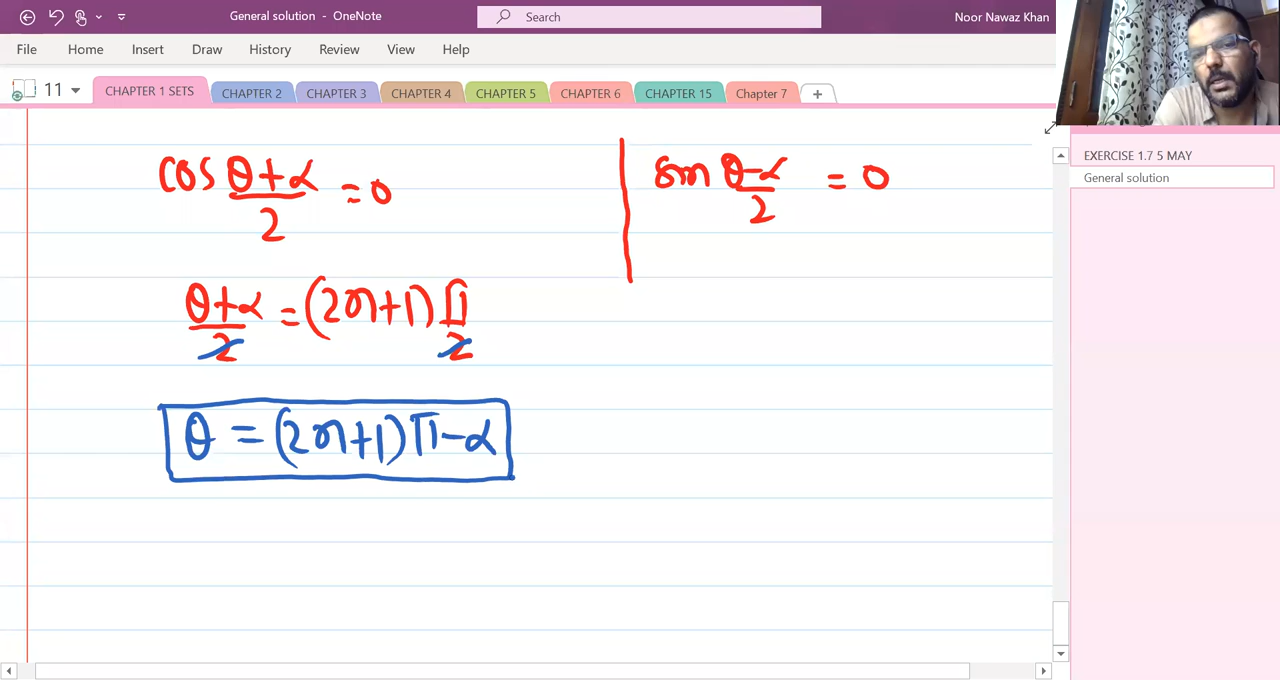 General solution - OneNote
Search
Noor Nawaz Khan
File Home Insert Draw History Review View Help
11
CHAPTER 1 SETS CHAPTER 2 CHAPTER 3 CHAPTER 4 CHAPTER 5 CHAPTER 6 CHAPTER 15 Chapter 7 +
EXERCISE 1.7 5 MAY
General solution
cos (θ+α)/2 = 0
(θ+α)/2 = (2n+1) π/2
θ = (2n+1)π-α
sin (θ-α)/2 = 0